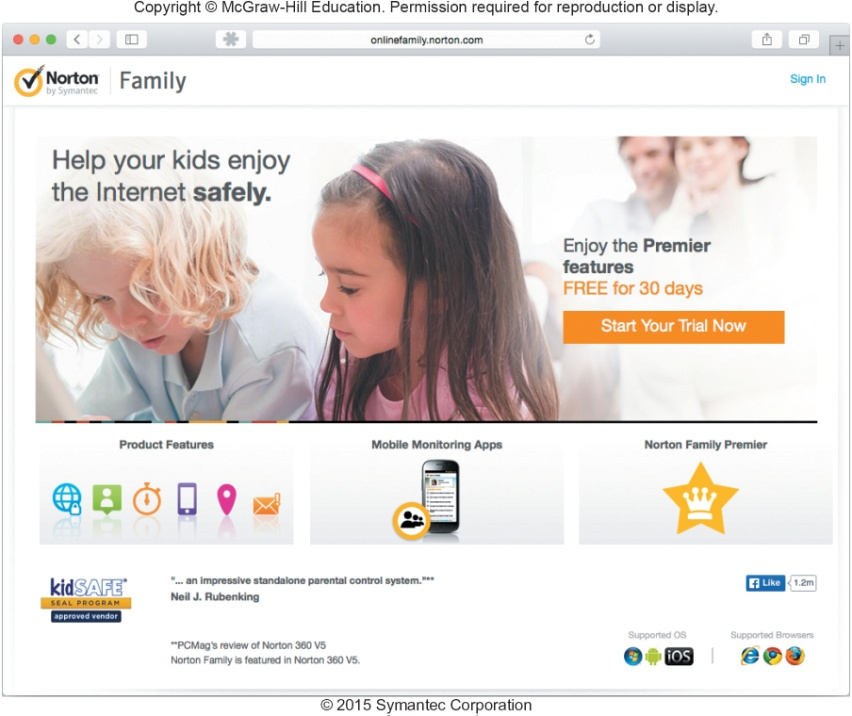 Copyright © McGraw-Hill Education. Permission required for reproduction or display.
onlinefamily.norton.com
Norton
by Symantec
Family
Sign In
Help your kids enjoy
the Internet safely.
Enjoy the Premier
features
FREE for 30 days
Start Your Trial Now
Product Features
Mobile Monitoring Apps
Norton Family Premier
kidSAFE
SEAL PROGRAM
approved vendor
"... an impressive standalone parental control system."**
Neil J. Rubenking
**PCMag's review of Norton 360 V5
Norton Family is featured in Norton 360 V5.
Like 1.2m
Supported OS
Supported Browsers
iOS
© 2015 Symantec Corporation